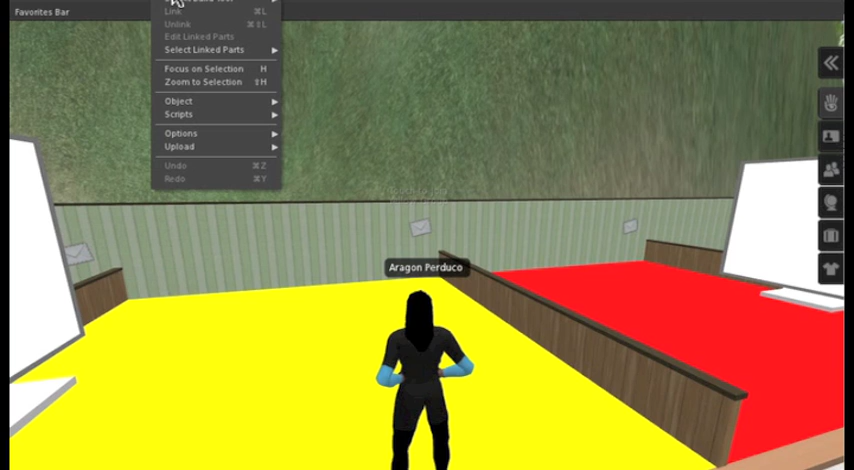 Favorites Bar
Link ⌘L
Unlink ⌘⇧L
Edit Linked Parts
Select Linked Parts
Focus on Selection H
Zoom to Selection ⇧H
Object
Scripts
Options
Upload
Undo ⌘Z
Redo ⌘Y
Aragon Perduco